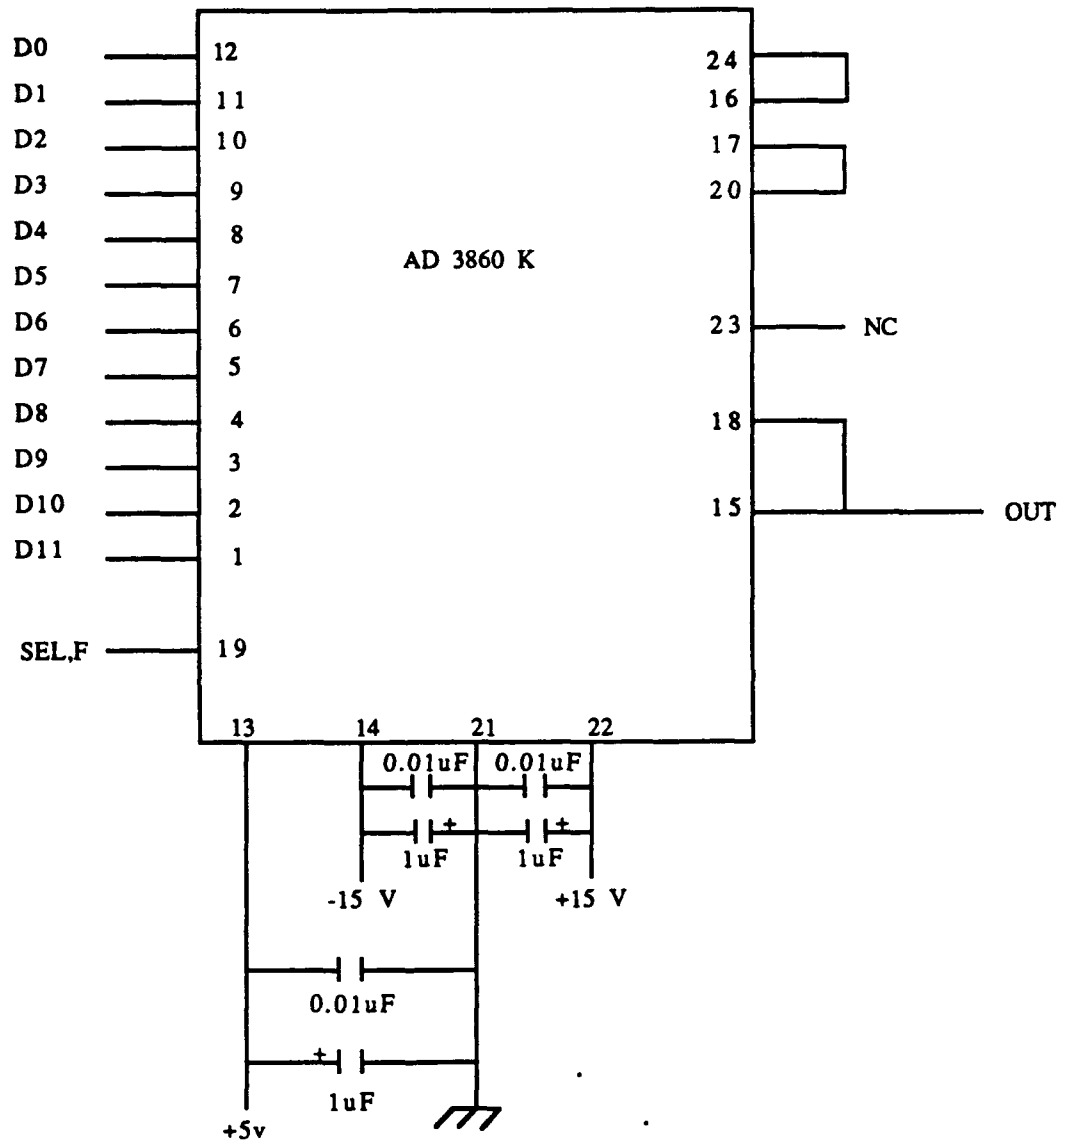 D0 12 24
D1 11 16
D2 10 17
D3 9 20
D4 8
AD 3860 K
D5 7
D6 6 23 NC
D7 5
D8 4 18
D9 3
D10 2 15 OUT
D11 1
SEL,F 19
13 14 21 22
0.01uF 0.01uF
+ +
1uF 1uF
-15 V +15 V
0.01uF
+
1uF
+5v